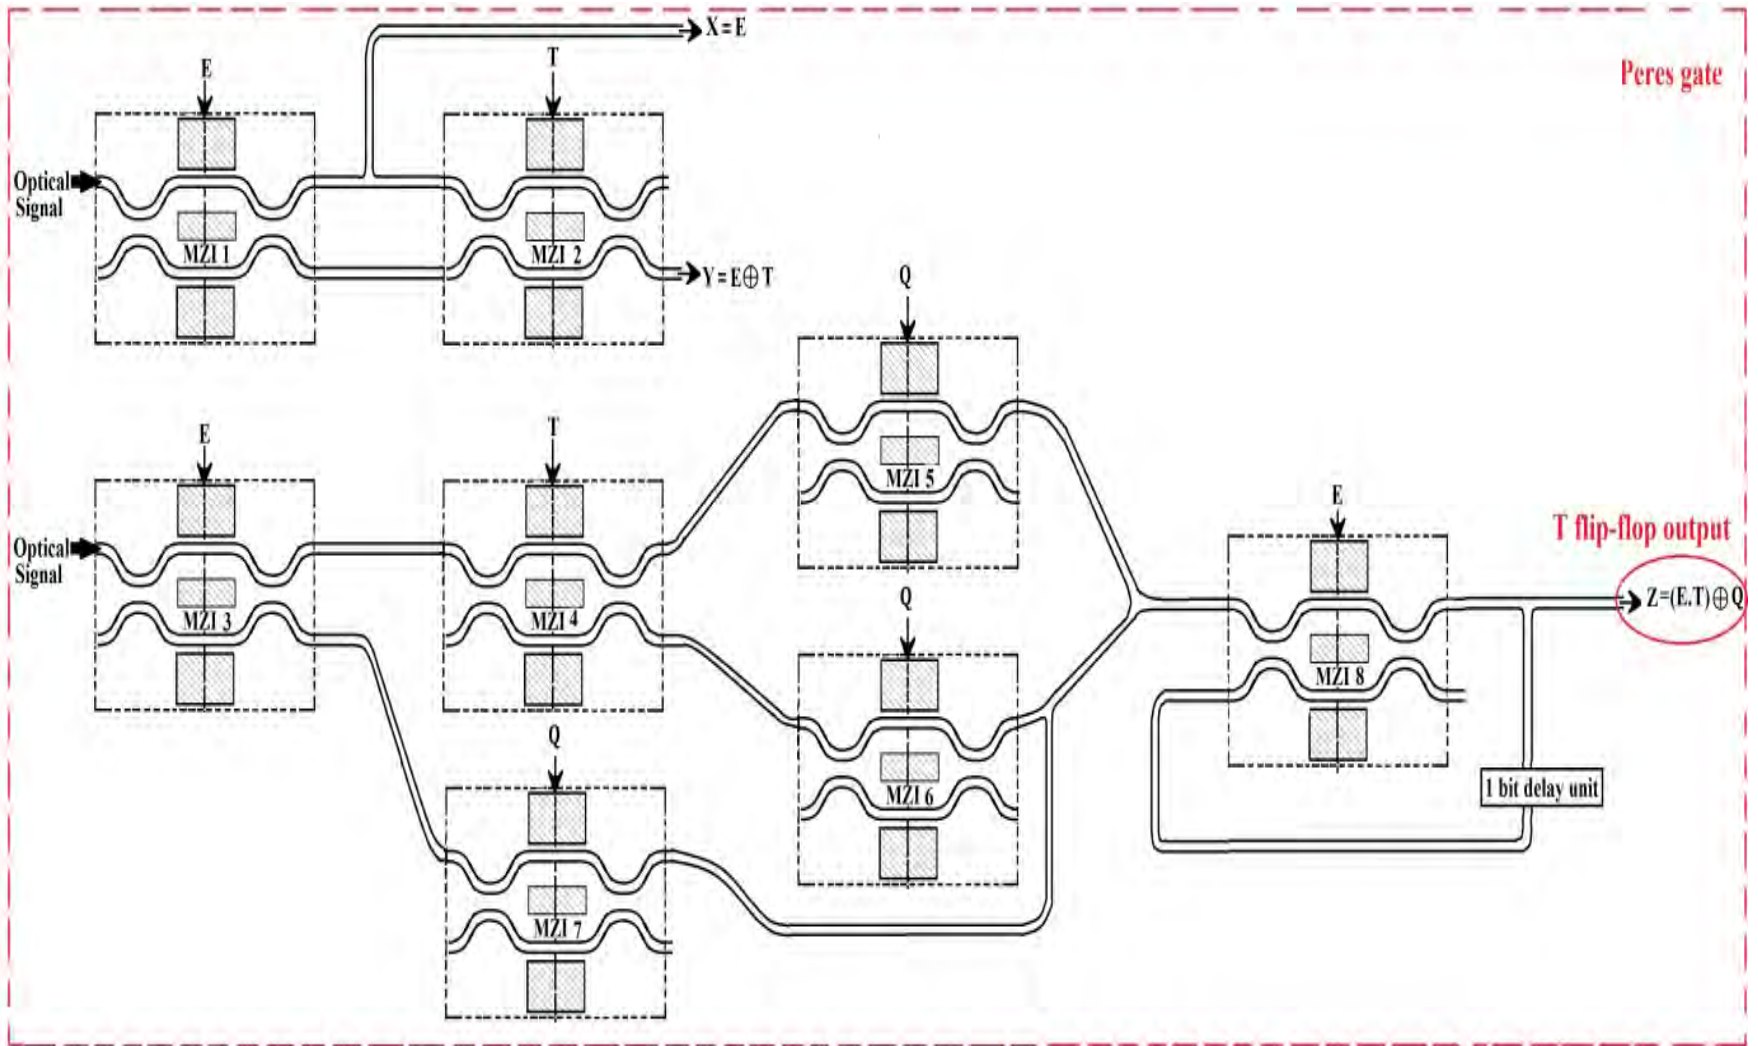 X = E
Peres gate
E
T
Optical
Signal
MZI 1
MZI 2
Y = E⊕T
Q
E
T
MZI 5
Optical
Signal
E
T flip-flop output
Q
Z=(E.T)⊕Q
MZI 3
MZI 4
MZI 8
Q
MZI 6
1 bit delay unit
MZI 7